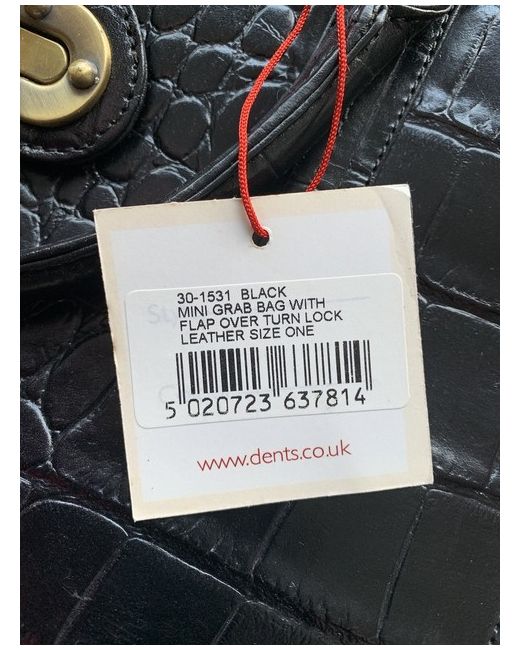 30-1531 BLACK
MINI GRAB BAG WITH
FLAP OVER TURN LOCK
LEATHER SIZE ONE
5 020723 637814
www.dents.co.uk